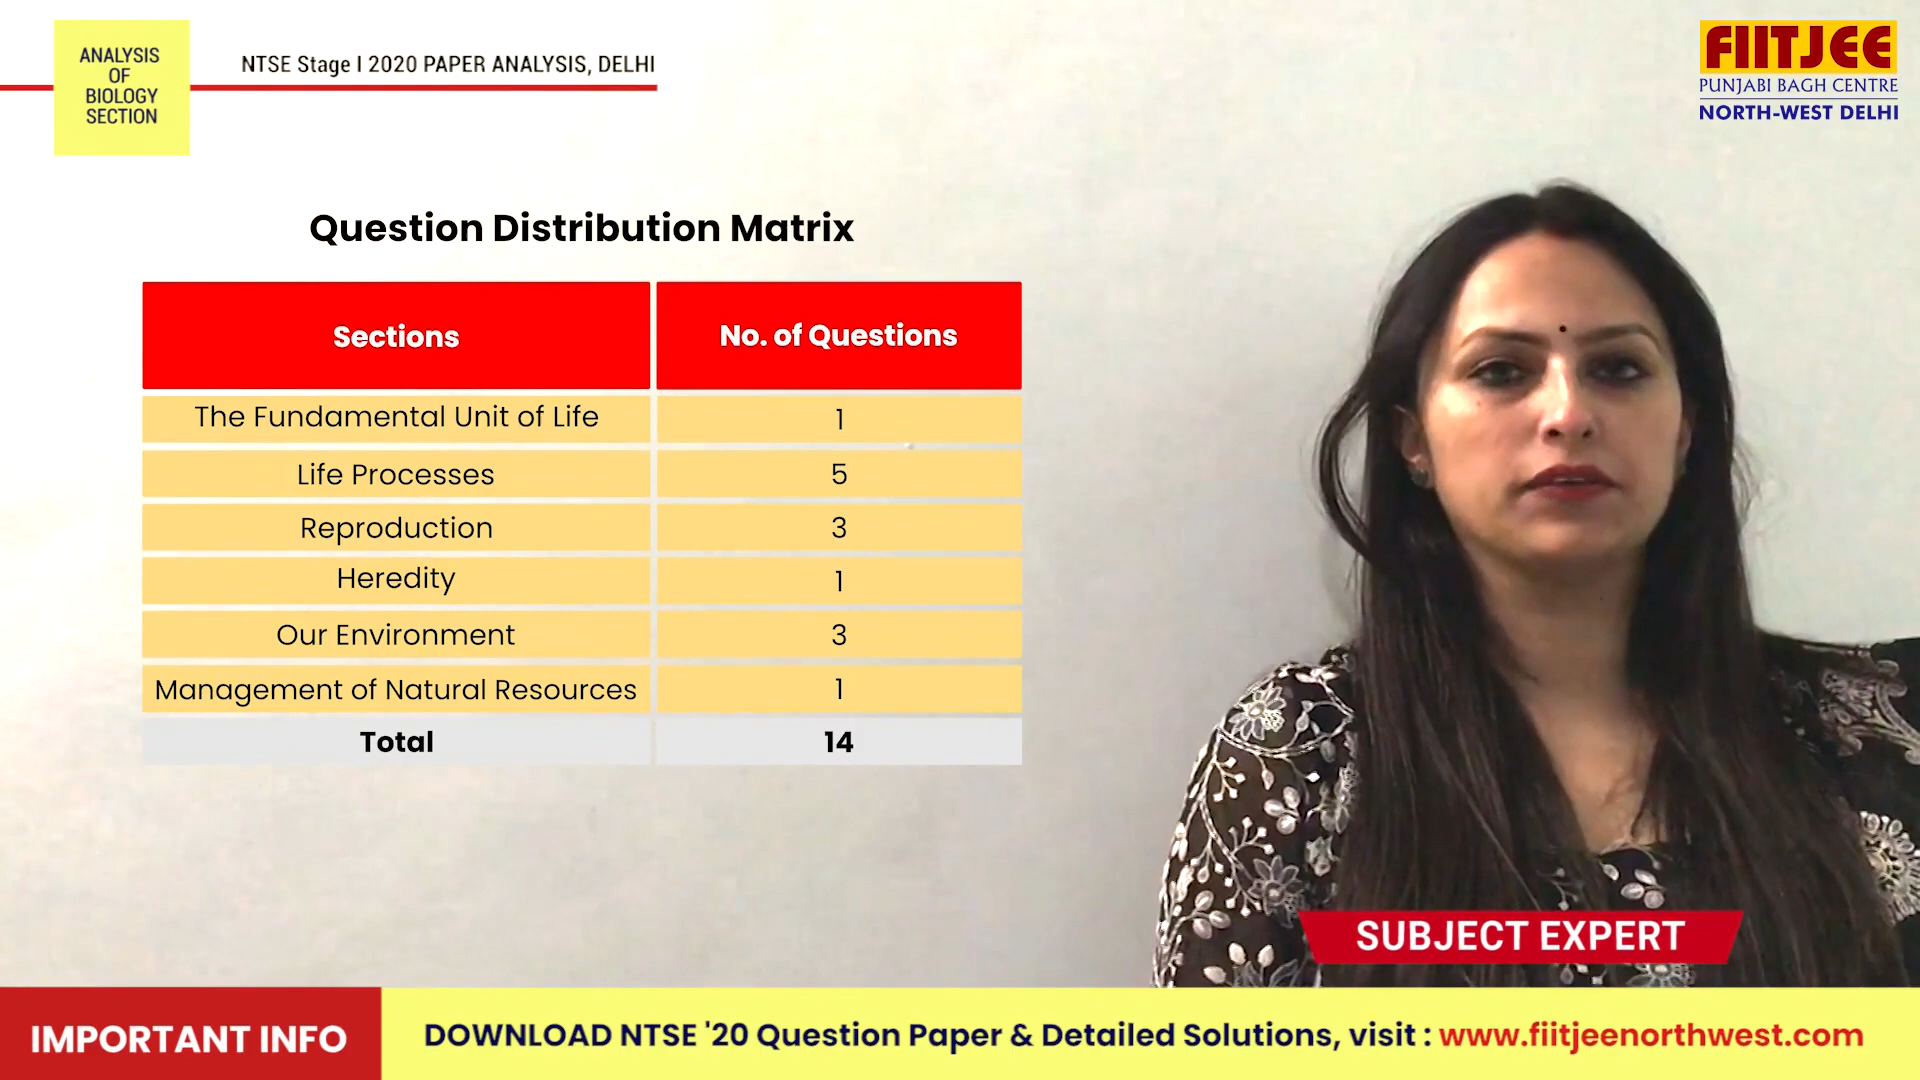 ANALYSIS
OF
BIOLOGY
SECTION
NTSE Stage I 2020 PAPER ANALYSIS, DELHI
FIITJEE
PUNJABI BAGH CENTRE
NORTH-WEST DELHI
Question Distribution Matrix
Sections No. of Questions
The Fundamental Unit of Life 1
Life Processes 5
Reproduction 3
Heredity 1
Our Environment 3
Management of Natural Resources 1
Total 14
SUBJECT EXPERT
IMPORTANT INFO
DOWNLOAD NTSE '20 Question Paper & Detailed Solutions, visit : www.fiitjeenorthwest.com